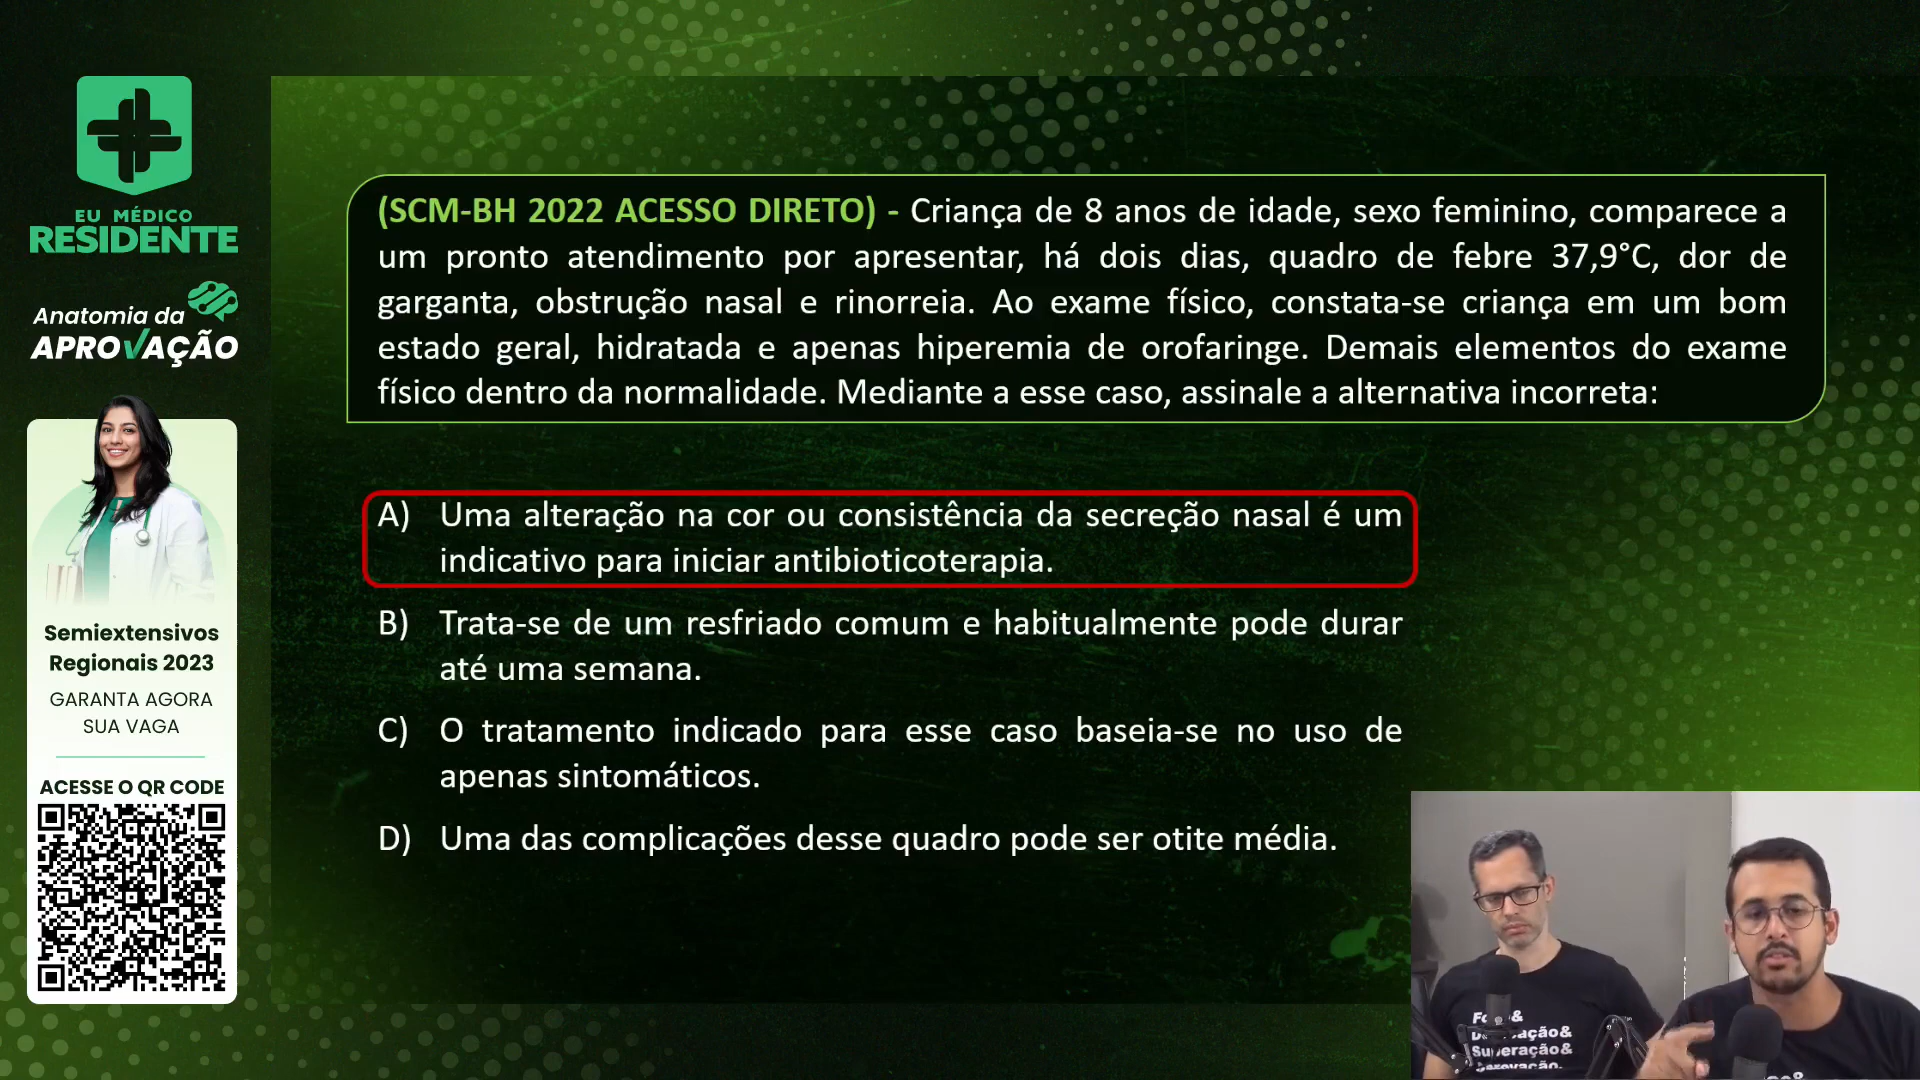 EU MÉDICO
RESIDENTE
Anatomia da
APROVAÇÃO
Semiextensivos
Regionais 2023
GARANTA AGORA
SUA VAGA
ACESSE O QR CODE
(SCM-BH 2022 ACESSO DIRETO) - Criança de 8 anos de idade, sexo feminino, comparece a
um pronto atendimento por apresentar, há dois dias, quadro de febre 37,9°C, dor de
garganta, obstrução nasal e rinorreia. Ao exame físico, constata-se criança em um bom
estado geral, hidratada e apenas hiperemia de orofaringe. Demais elementos do exame
físico dentro da normalidade. Mediante a esse caso, assinale a alternativa incorreta:
A) Uma alteração na cor ou consistência da secreção nasal é um
indicativo para iniciar antibioticoterapia.
B) Trata-se de um resfriado comum e habitualmente pode durar
até uma semana.
C) O tratamento indicado para esse caso baseia-se no uso de
apenas sintomáticos.
D) Uma das complicações desse quadro pode ser otite média.